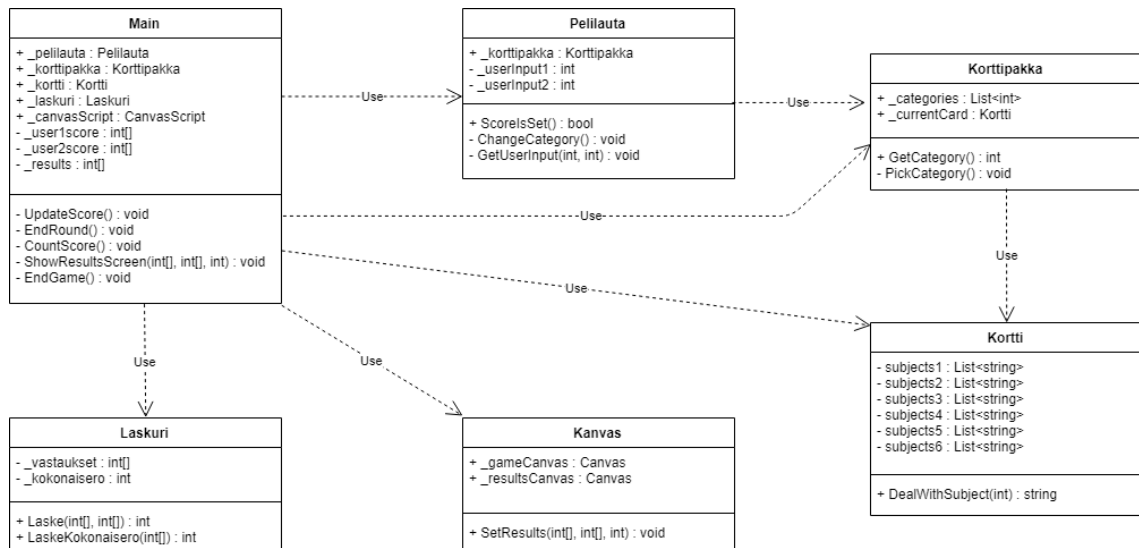 Main
+ _pelilauta : Pelilauta
+ _korttipakka : Korttipakka
+ _kortti : Kortti
+ _laskuri : Laskuri
+ _canvasScript : CanvasScript
- _user1score : int[]
- _user2score : int[]
- _results : int[]
- UpdateScore() : void
- EndRound() : void
- CountScore() : void
- ShowResultsScreen(int[], int[], int) : void
- EndGame() : void
Use
Pelilauta
+ _korttipakka : Korttipakka
- _userInput1 : int
- _userInput2 : int
+ ScoreIsSet() : bool
- ChangeCategory() : void
- GetUserInput(int, int) : void
Use
Korttipakka
+ _categories : List<int>
+ _currentCard : Kortti
+ GetCategory() : int
- PickCategory() : void
Use
Use
Use
Use
Use
Laskuri
- _vastaukset : int[]
- _kokonaisero : int
+ Laske(int[], int[]) : int
+ LaskeKokonaisero(int[]) : int
Kanvas
+ _gameCanvas : Canvas
+ _resultsCanvas : Canvas
+ SetResults(int[], int[], int) : void
Kortti
- subjects1 : List<string>
- subjects2 : List<string>
- subjects3 : List<string>
- subjects4 : List<string>
- subjects5 : List<string>
- subjects6 : List<string>
+ DealWithSubject(int) : string